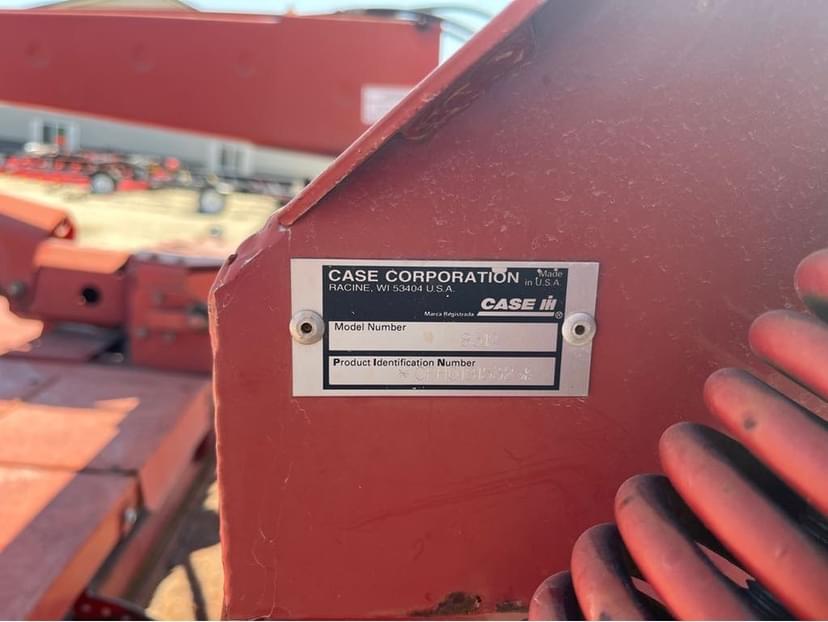 CASE CORPORATION
Made in U.S.A.
RACINE, WI 53404 U.S.A.
CASE IH
Marca Registrada ®
Model Number
Product Identification Number